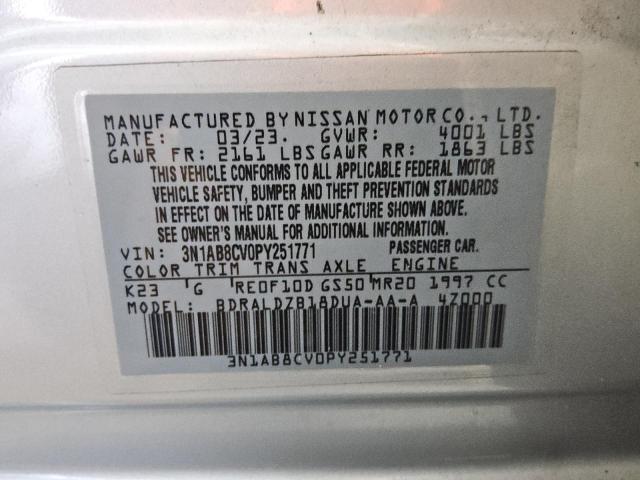 MANUFACTURED BY NISSAN MOTOR CO., LTD.
DATE: 03/23. GVWR: 4001 LBS
GAWR FR: 2161 LBS GAWR RR: 1863 LBS
THIS VEHICLE CONFORMS TO ALL APPLICABLE FEDERAL MOTOR
VEHICLE SAFETY, BUMPER AND THEFT PREVENTION STANDARDS
IN EFFECT ON THE DATE OF MANUFACTURE SHOWN ABOVE.
SEE OWNER'S MANUAL FOR ADDITIONAL INFORMATION.
VIN: 3N1AB8CV0PY251771 PASSENGER CAR.
COLOR TRIM TRANS AXLE ENGINE
K23 G RE0F10D GS50 MR20 1997 CC
MODEL: BDRALDZB18DUA-AA-A 4Z000
3N1AB8CV0PY251771